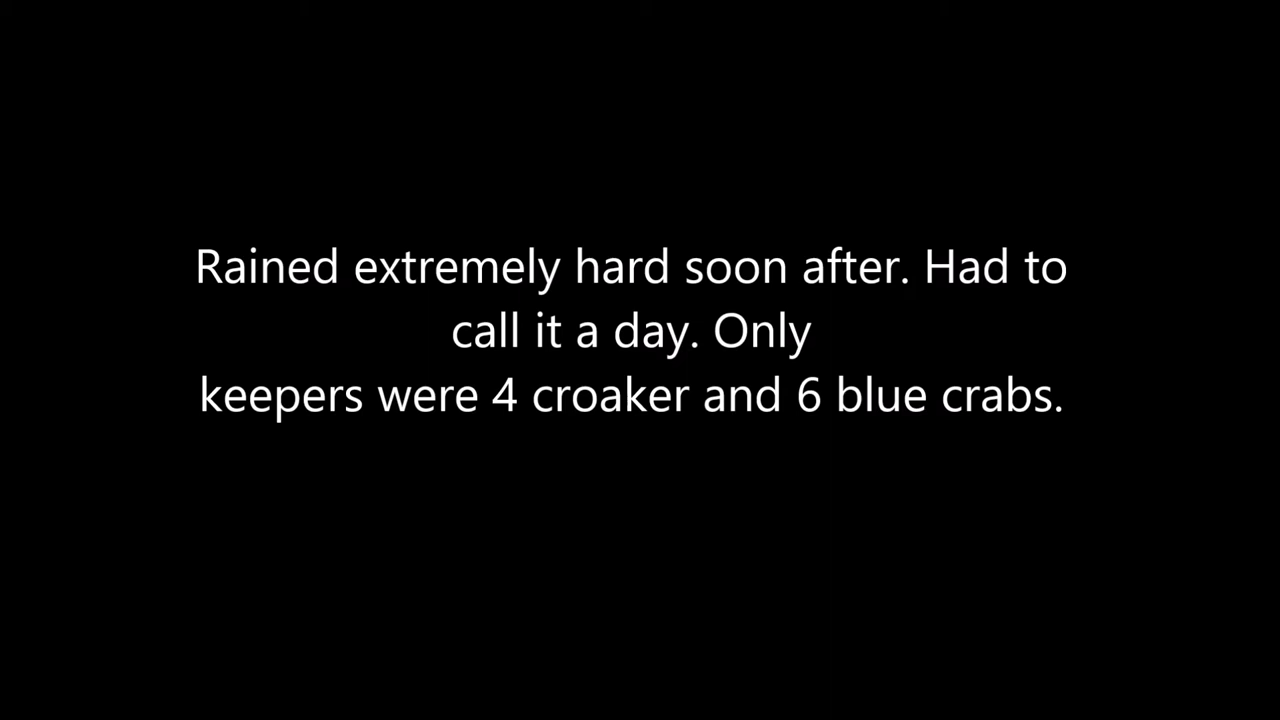 Rained extremely hard soon after. Had to
call it a day. Only
keepers were 4 croaker and 6 blue crabs.